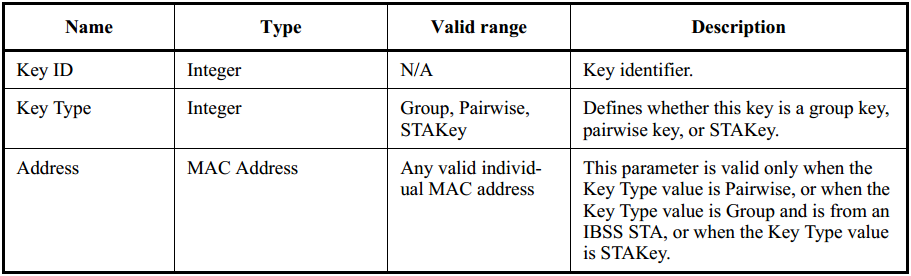 Name Type Valid range Description
Key ID Integer N/A Key identifier.
Key Type Integer Group, Pairwise, Defines whether this key is a group key,
STAKey pairwise key, or STAKey.
Address MAC Address Any valid individ- This parameter is valid only when the
ual MAC address Key Type value is Pairwise, or when the
Key Type value is Group and is from an
IBSS STA, or when the Key Type value
is STAKey.